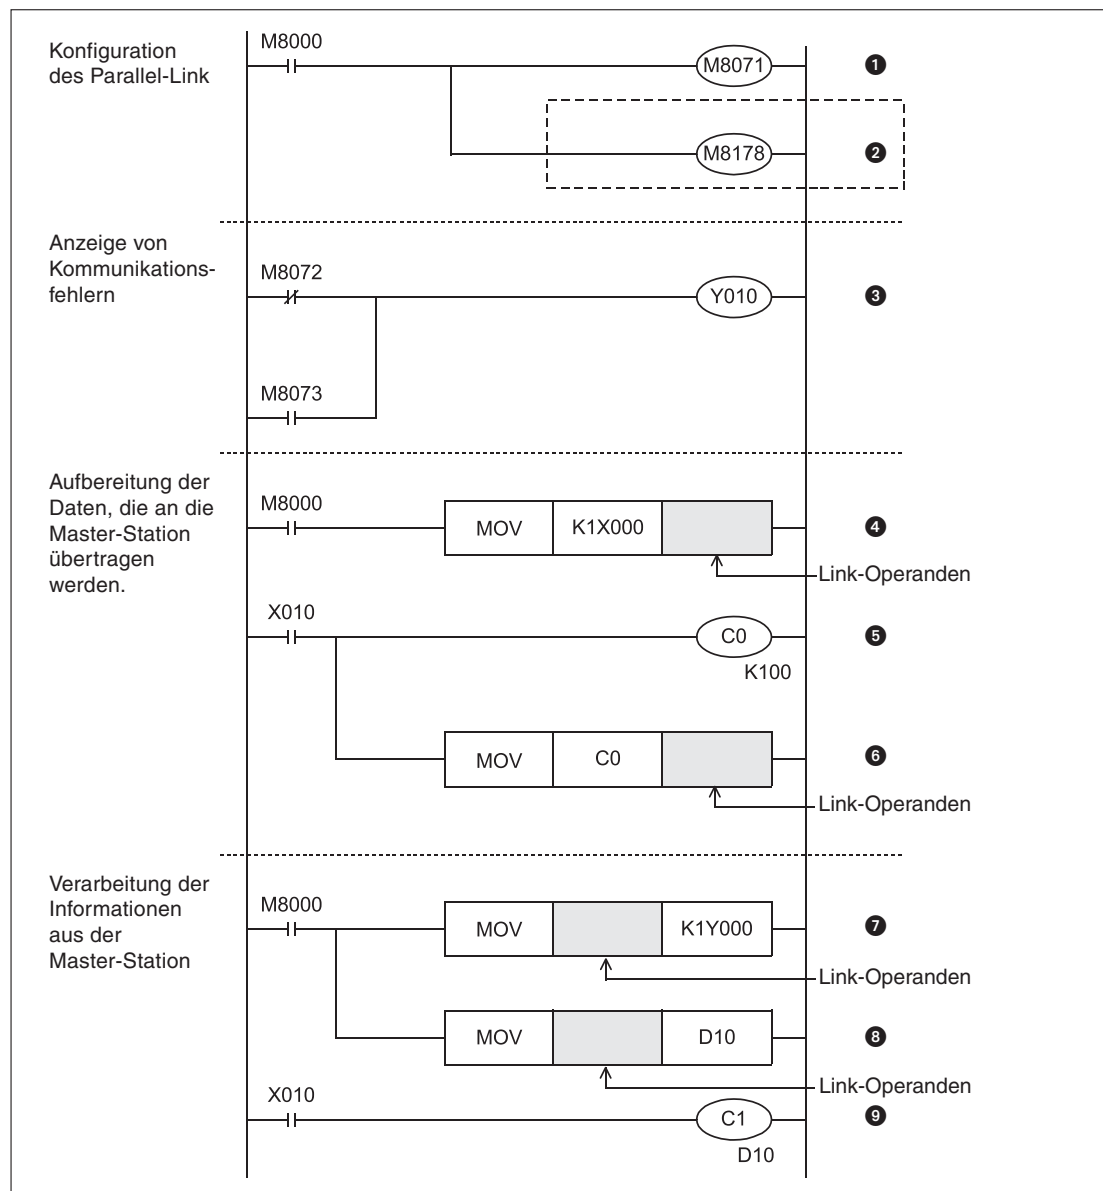 Konfiguration
des Parallel-Link
M8000
M8071
❶
M8178
❷
Anzeige von
Kommunikations-
fehlern
M8072
Y010
❸
M8073
Aufbereitung der
Daten, die an die
Master-Station
übertragen
werden.
M8000
MOV K1X000
❹
Link-Operanden
X010
C0
❺
K100
MOV C0
❻
Link-Operanden
Verarbeitung der
Informationen
aus der
Master-Station
M8000
MOV K1Y000
❼
Link-Operanden
MOV D10
❽
Link-Operanden
X010
C1
❾
D10